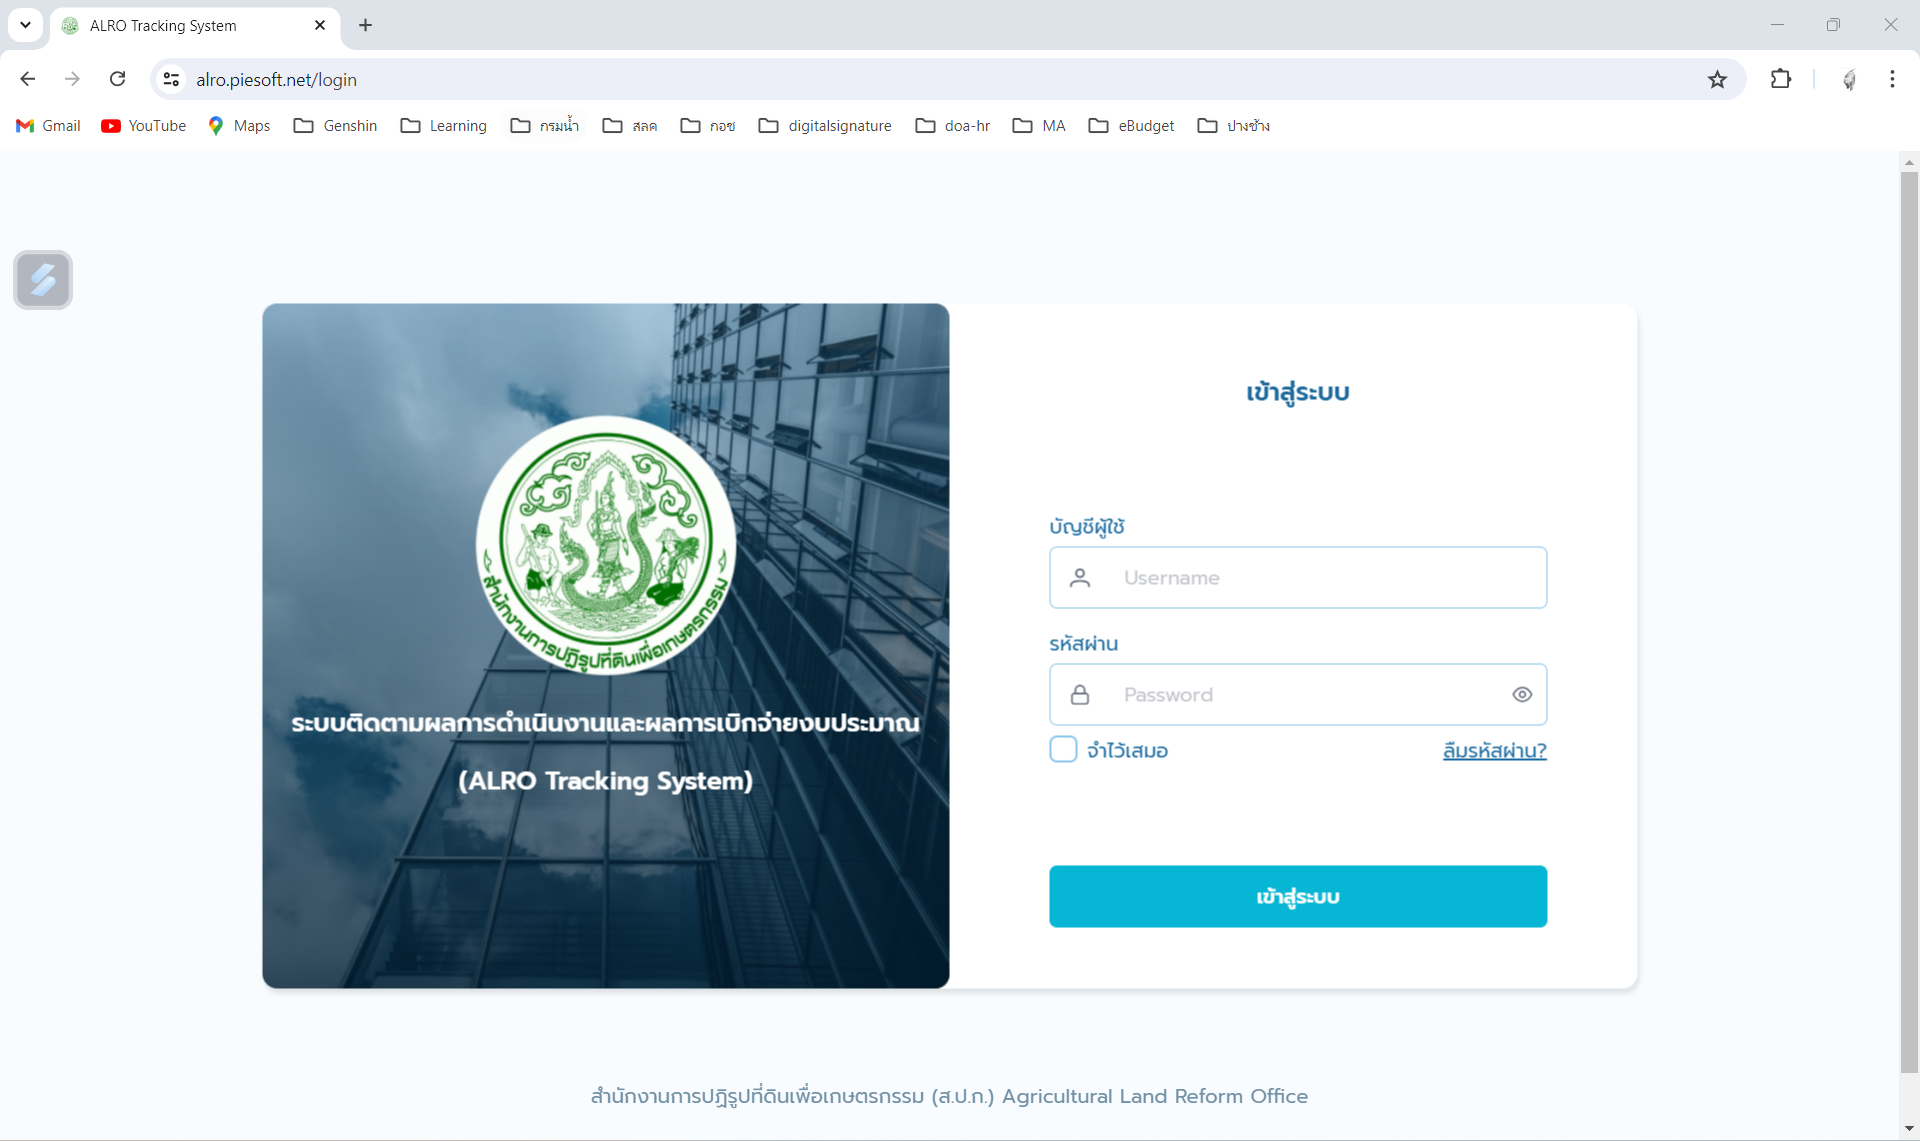 ALRO Tracking System
alro.piesoft.net/login
Gmail YouTube Maps Genshin Learning กรมน้ำ สลค กอช digitalsignature doa-hr MA eBudget ปางช้าง
สำนักงานการปฏิรูปที่ดินเพื่อเกษตรกรรม
ระบบติดตามผลการดำเนินงานและผลการเบิกจ่ายงบประมาณ
(ALRO Tracking System)
เข้าสู่ระบบ
บัญชีผู้ใช้
Username
รหัสผ่าน
Password
จำไว้เสมอ ลืมรหัสผ่าน?
เข้าสู่ระบบ
สำนักงานการปฏิรูปที่ดินเพื่อเกษตรกรรม (ส.ป.ก.) Agricultural Land Reform Office